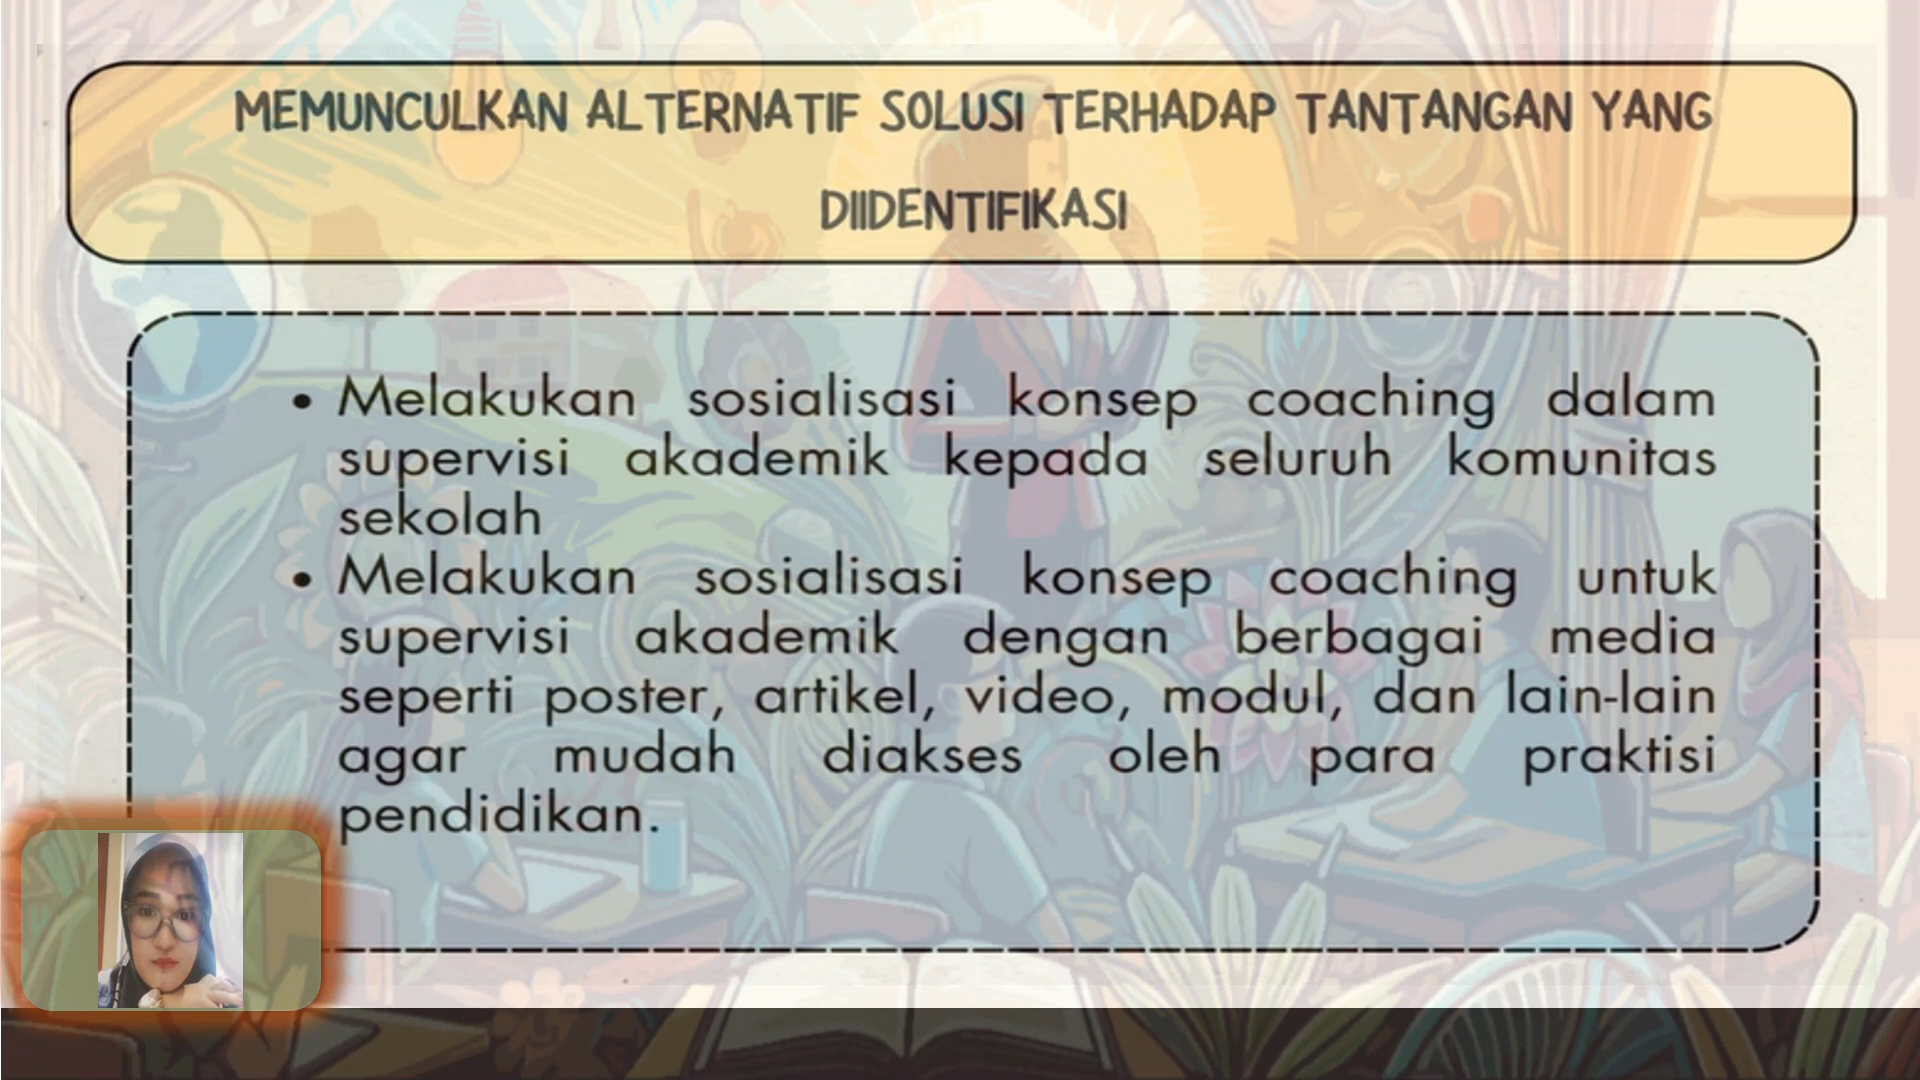 MEMUNCULKAN ALTERNATIF SOLUSI TERHADAP TANTANGAN YANG
DIIDENTIFIKASI
• Melakukan sosialisasi konsep coaching dalam
supervisi akademik kepada seluruh komunitas
sekolah
• Melakukan sosialisasi konsep coaching untuk
supervisi akademik dengan berbagai media
seperti poster, artikel, video, modul, dan lain-lain
agar mudah diakses oleh para praktisi
pendidikan.